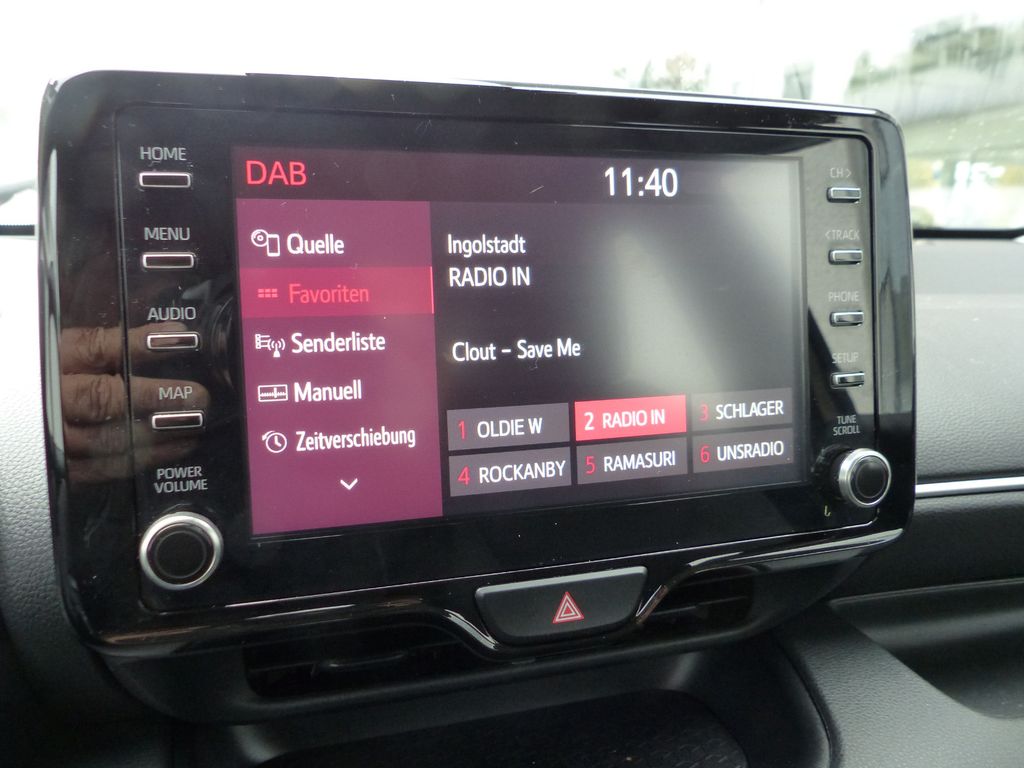 HOME
MENU
AUDIO
MAP
POWER
VOLUME
DAB
11:40
Quelle
Favoriten
Senderliste
Manuell
Zeitverschiebung
Ingolstadt
RADIO IN
Clout – Save Me
1 OLDIE W
2 RADIO IN
3 SCHLAGER
4 ROCKANBY
5 RAMASURI
6 UNSRADIO
CH >
< TRACK
PHONE
SETUP
TUNE
SCROLL